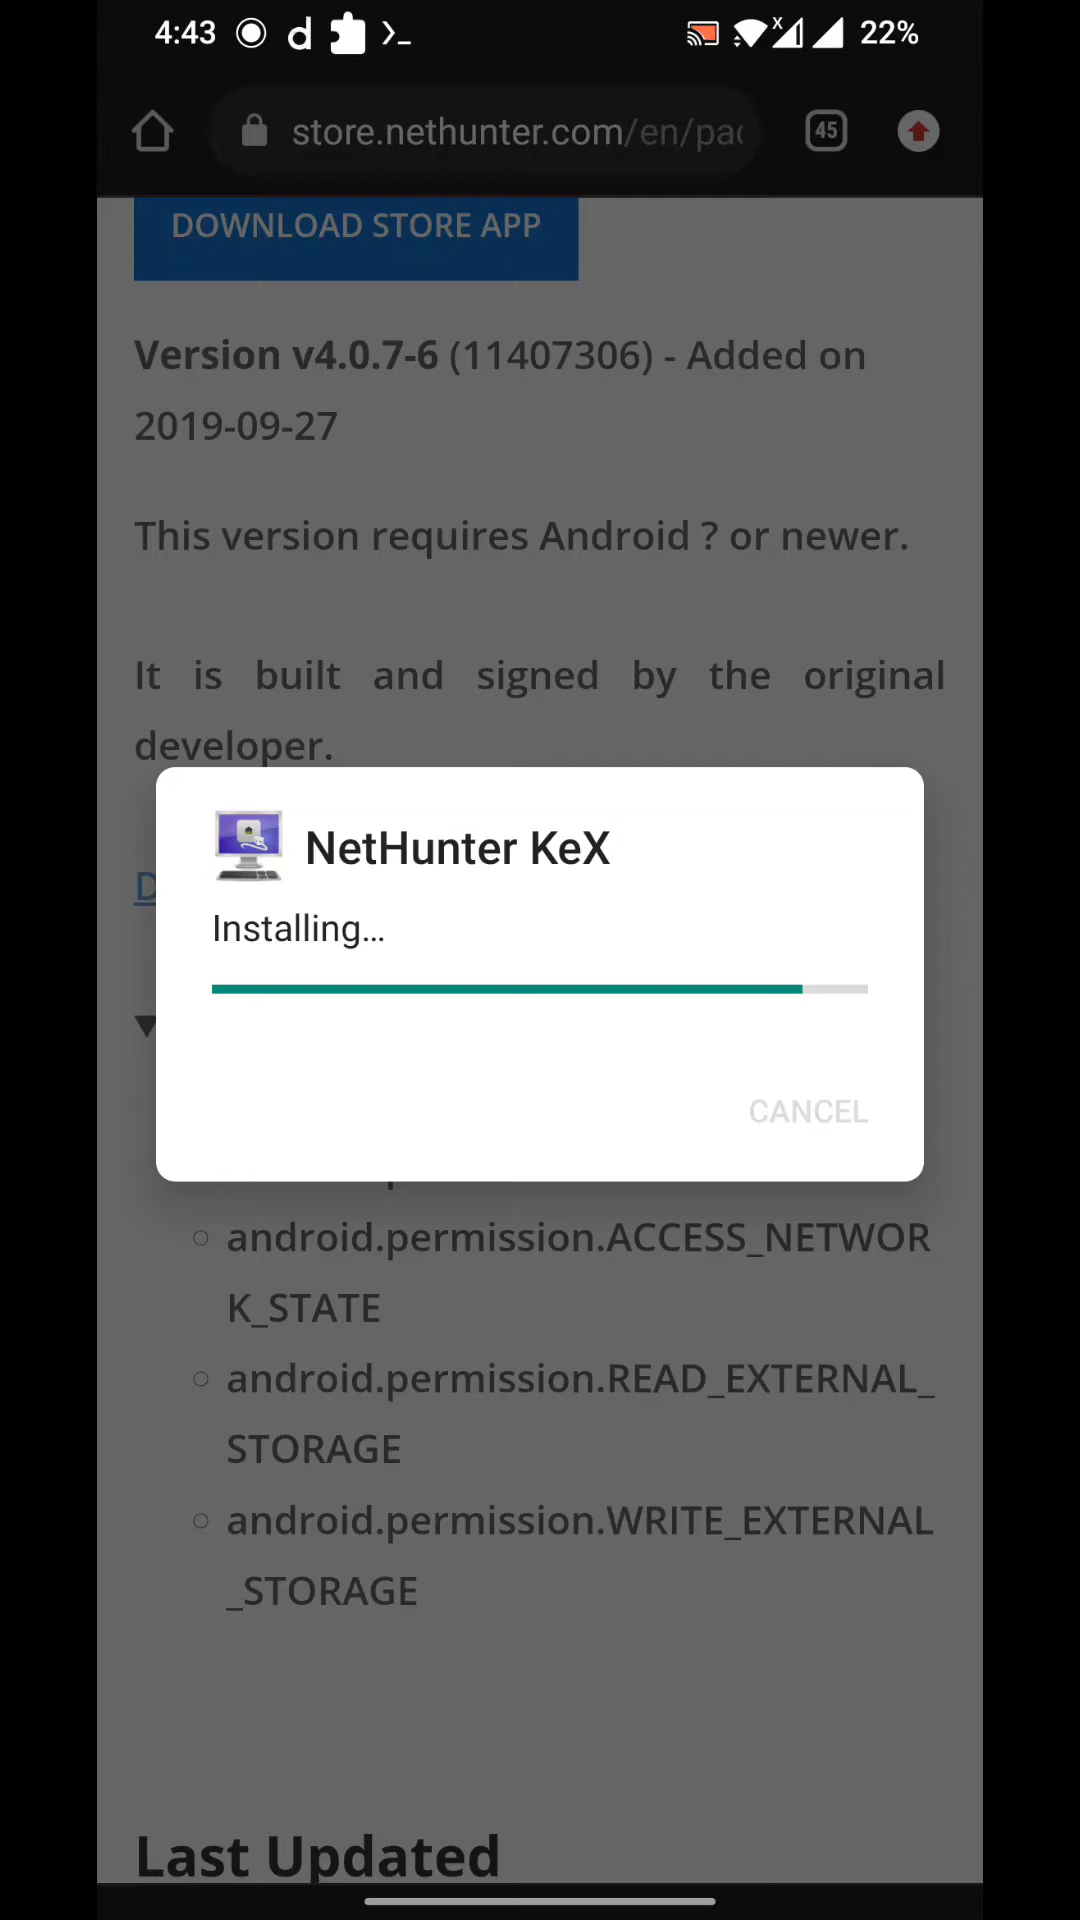 4:43
22%
store.nethunter.com/en/pac
45
DOWNLOAD STORE APP
Version v4.0.7-6 (11407306) - Added on
2019-09-27
This version requires Android ? or newer.
It is built and signed by the original
developer.
D
NetHunter KeX
Installing…
CANCEL
android.permission.ACCESS_NETWOR
K_STATE
android.permission.READ_EXTERNAL_
STORAGE
android.permission.WRITE_EXTERNAL
_STORAGE
Last Updated